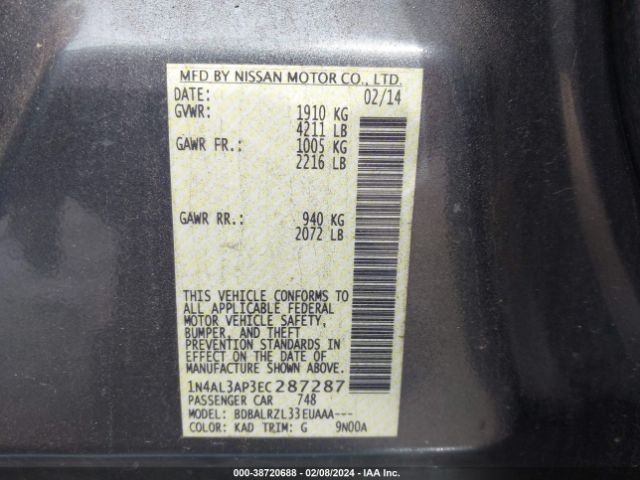 MFD BY NISSAN MOTOR CO., LTD.
DATE: 02/14
GVWR: 1910 KG
4211 LB
GAWR FR.: 1005 KG
2216 LB
GAWR RR.: 940 KG
2072 LB
THIS VEHICLE CONFORMS TO
ALL APPLICABLE FEDERAL
MOTOR VEHICLE SAFETY,
BUMPER, AND THEFT
PREVENTION STANDARDS IN
EFFECT ON THE DATE OF
MANUFACTURE SHOWN ABOVE.
1N4AL3AP3EC287287
PASSENGER CAR 748
MODEL: BDBALRZL33EUAAA---
COLOR: KAD TRIM: G 9N00A
000-38720688 - 02/08/2024 - IAA Inc.